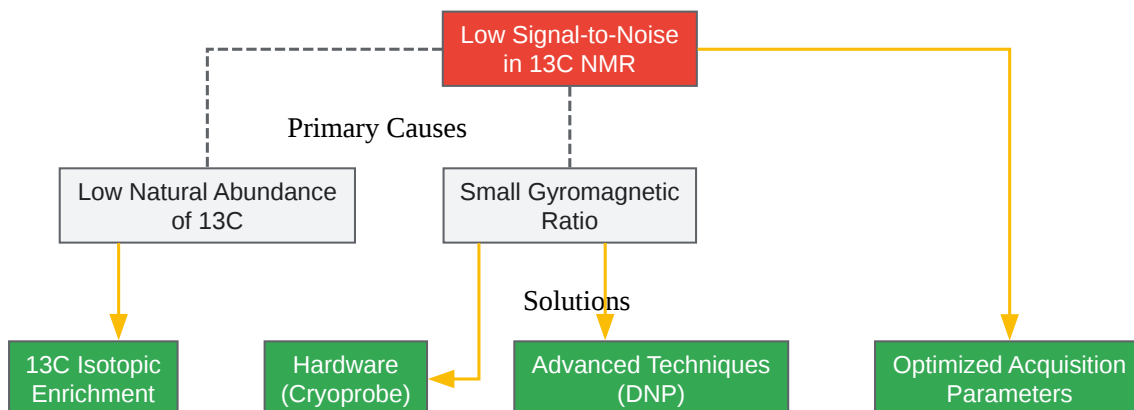 Low Signal-to-Noise
in 13C NMR
Primary Causes
Low Natural Abundance
of 13C
Small Gyromagnetic
Ratio
Solutions
13C Isotopic
Enrichment
Hardware
(Cryoprobe)
Advanced Techniques
(DNP)
Optimized Acquisition
Parameters